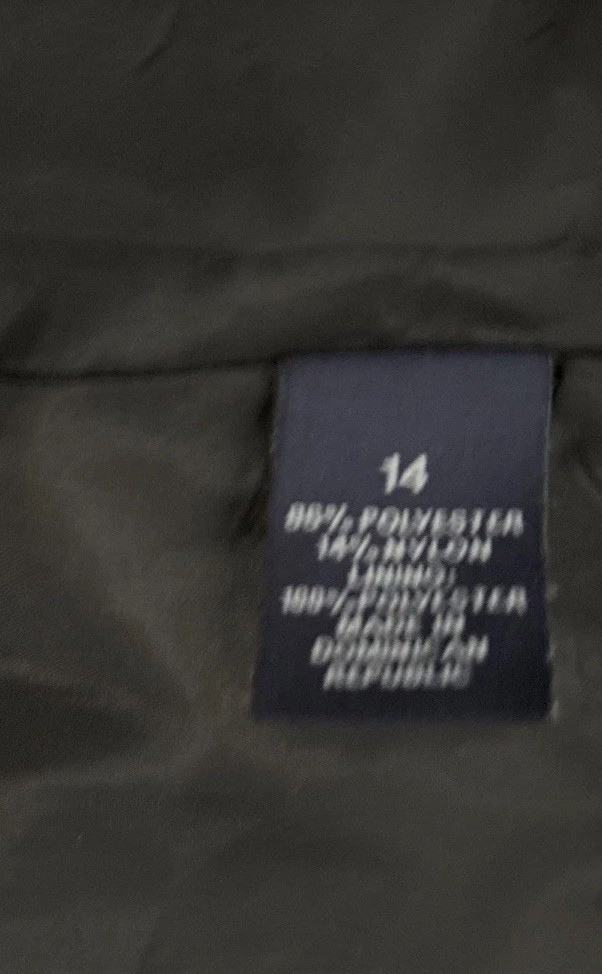 14
86% POLYESTER
14% NYLON
LINING:
100% POLYESTER
MADE IN
DOMINICAN
REPUBLIC